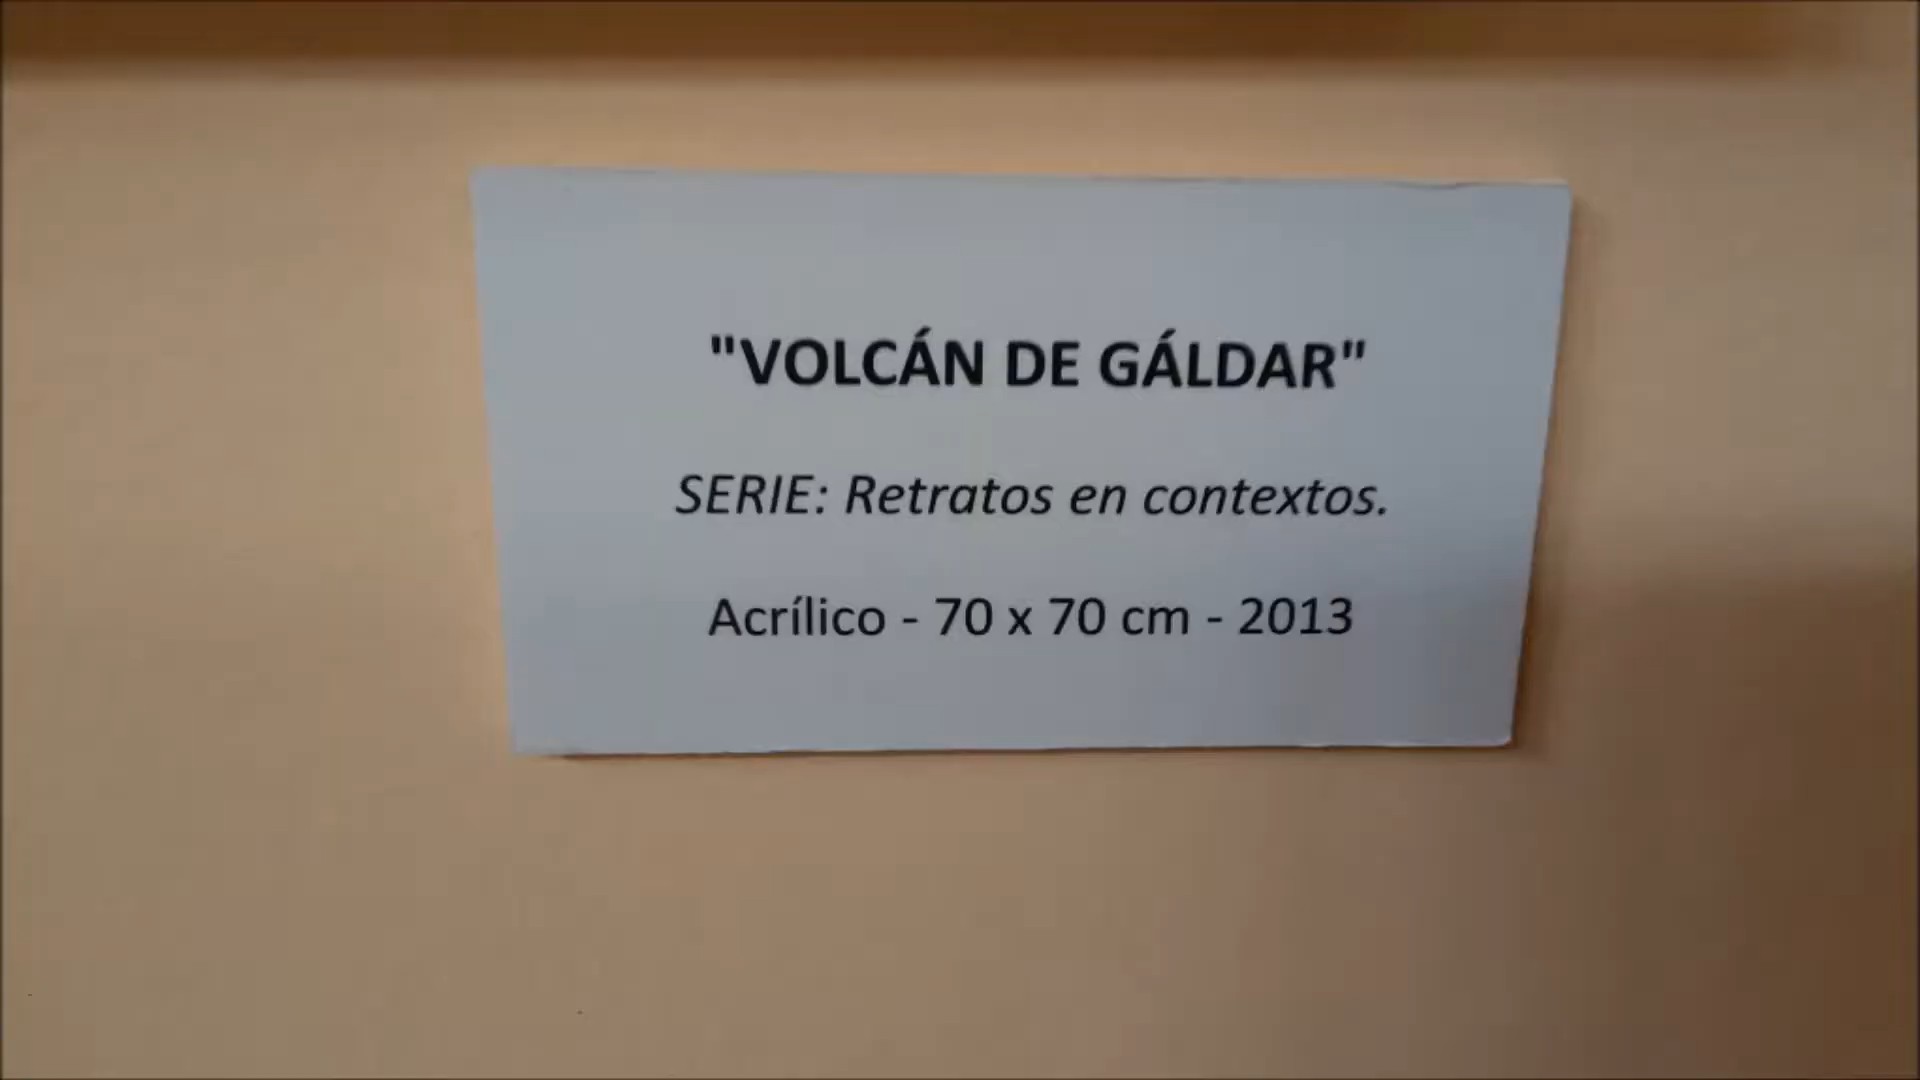 "VOLCÁN DE GÁLDAR"
SERIE: Retratos en contextos.
Acrílico - 70 x 70 cm - 2013